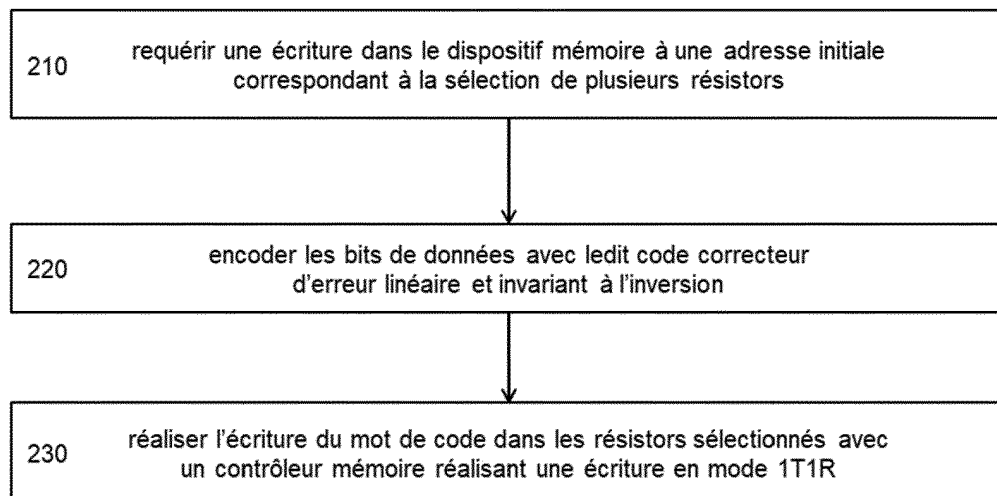 210 requérir une écriture dans le dispositif mémoire à une adresse initiale
correspondant à la sélection de plusieurs résistors
220 encoder les bits de données avec ledit code correcteur
d'erreur linéaire et invariant à l'inversion
230 réaliser l'écriture du mot de code dans les résistors sélectionnés avec
un contrôleur mémoire réalisant une écriture en mode 1T1R